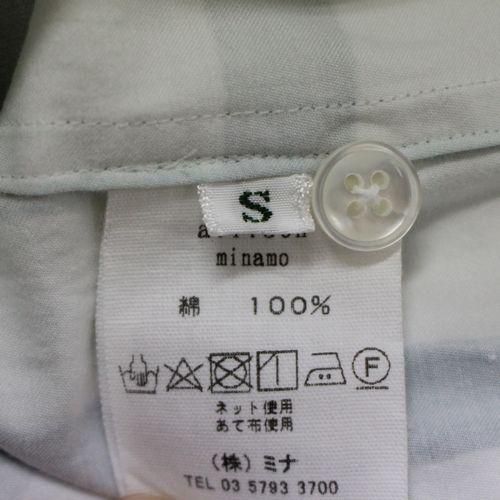 S
minamo
綿 100%
F
ネット使用
あて布使用
(株) ミナ
TEL 03 5793 3700